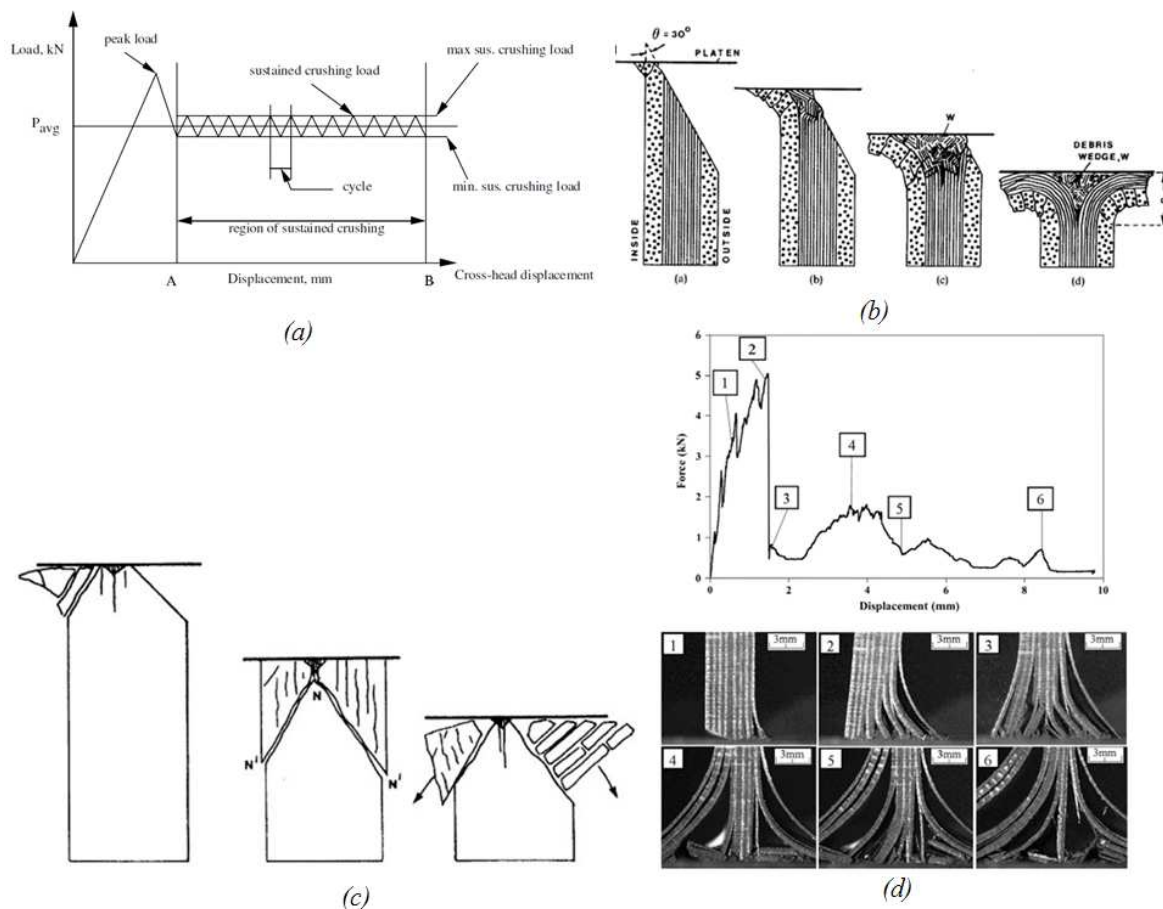 Load, kN
peak load
max sus. crushing load
sustained crushing load
Pavg
cycle
min. sus. crushing load
region of sustained crushing
A
Displacement, mm
B
Cross-head displacement
(a)
θ = 30°
PLATEN
W
DEBRIS
WEDGE, W
INSIDE
OUTSIDE
(a)
(b)
(c)
(d)
(b)
6
5
4
3
2
1
0
Force (kN)
1
2
3
4
5
6
0
2
4
6
8
10
Displacement (mm)
N
N'
N'
(c)
1
3mm
2
3mm
3
3mm
4
3mm
5
3mm
6
3mm
(d)